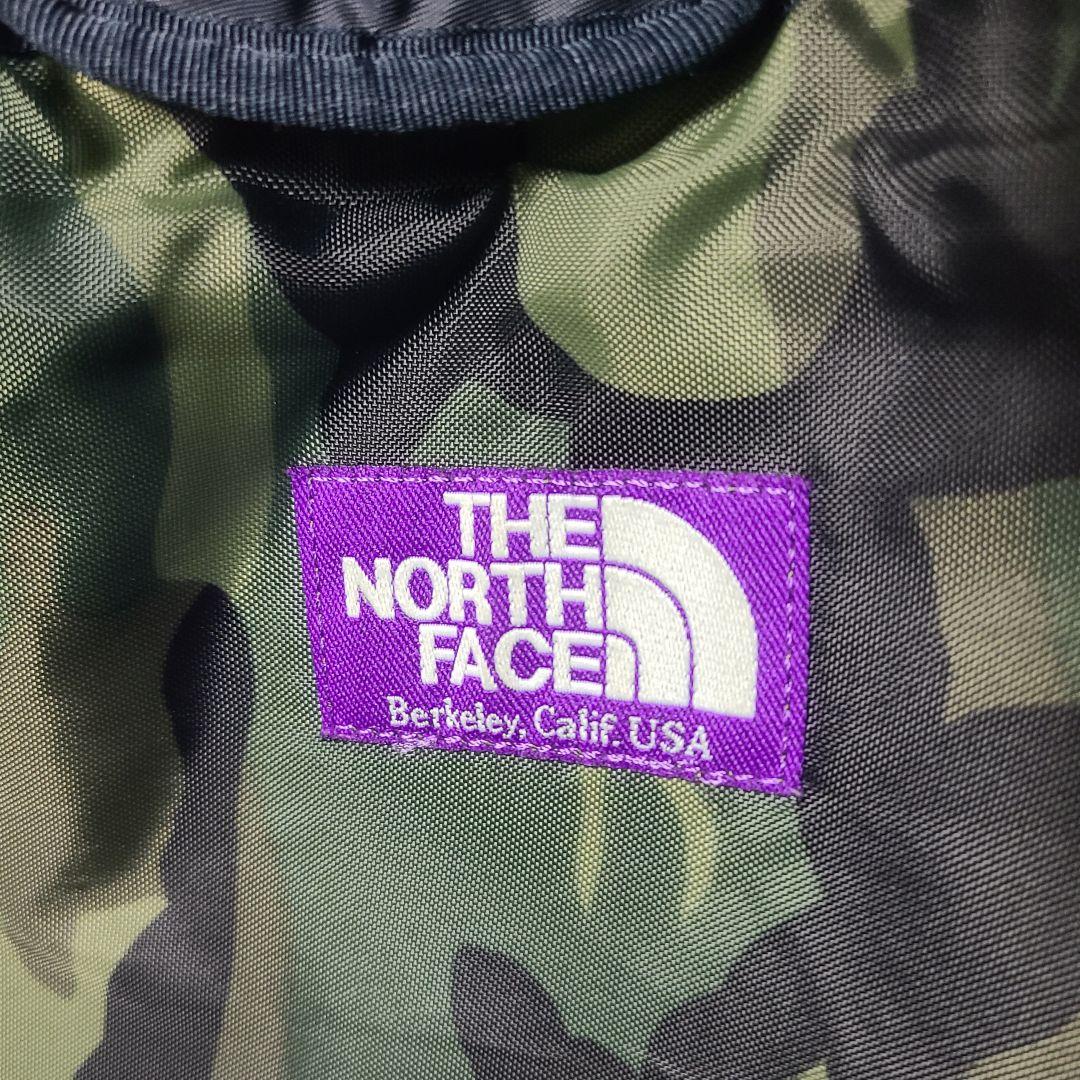 THE
NORTH
FACE
Berkeley, Calif. USA